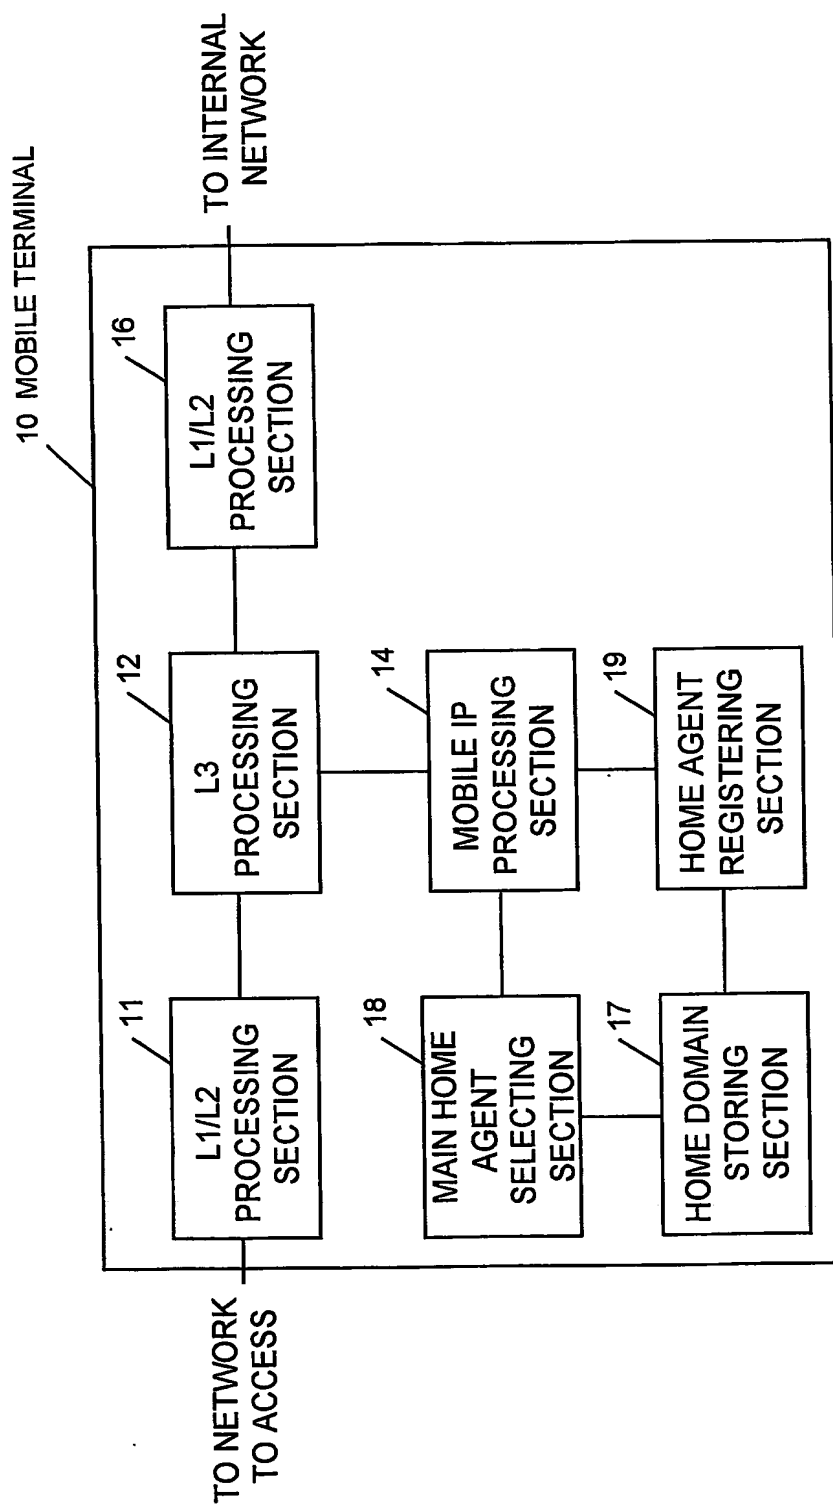 10 MOBILE TERMINAL
TO NETWORK
TO ACCESS
11
L1/L2
PROCESSING
SECTION
12
L3
PROCESSING
SECTION
16
L1/L2
PROCESSING
SECTION
TO INTERNAL
NETWORK
18
MAIN HOME
AGENT
SELECTING
SECTION
14
MOBILE IP
PROCESSING
SECTION
17
HOME DOMAIN
STORING
SECTION
19
HOME AGENT
REGISTERING
SECTION